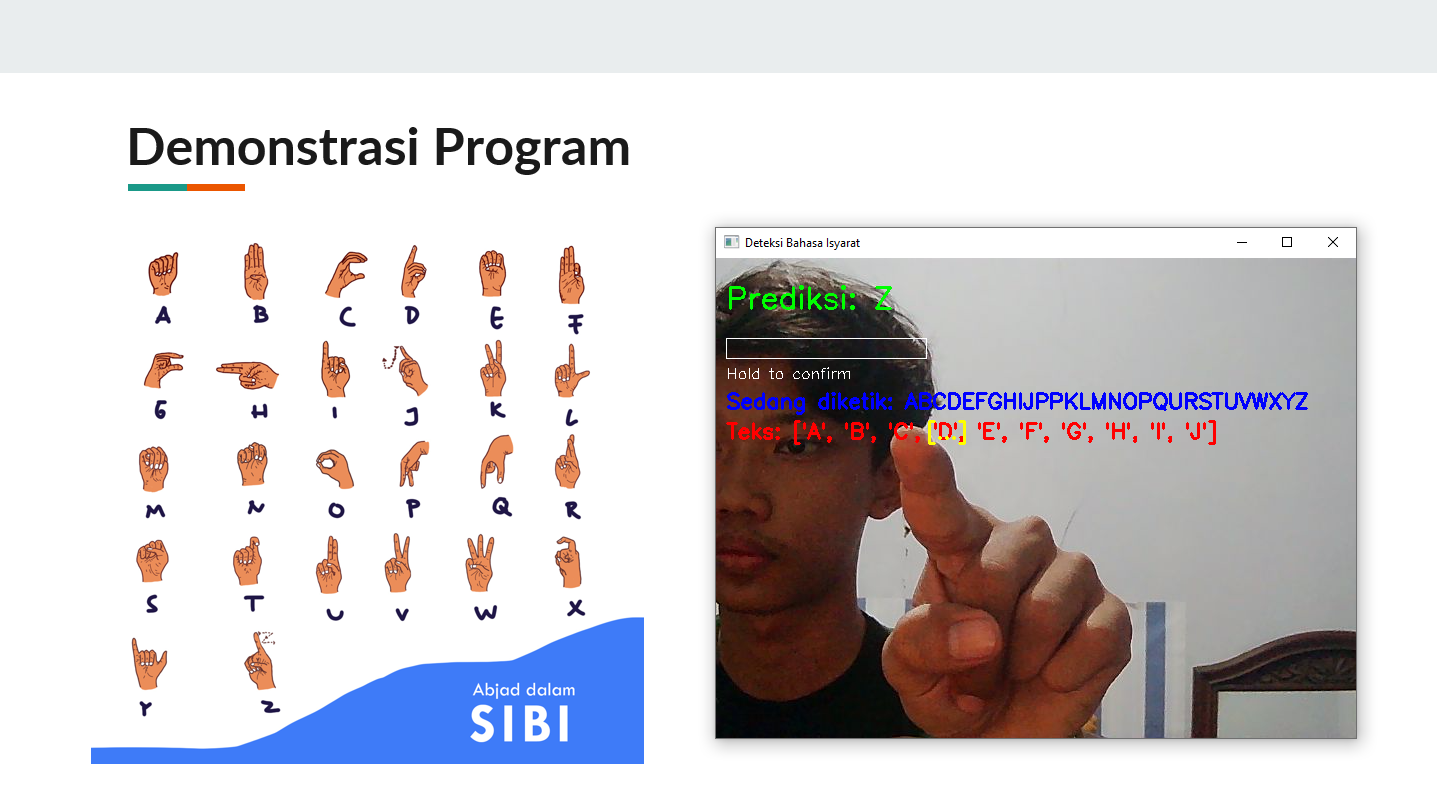 Demonstrasi Program
A B C D E F
G H I J K L
M N O P Q R
S T U V W X
Y Z
Abjad dalam
SIBI
Deteksi Bahasa Isyarat
Prediksi: Z
Hold to confirm
Sedang diketik: ABCDEFGHIJPPKLMNOPQURSTUVWXYZ
Teks: ['A', 'B', 'C', ['D'], 'E', 'F', 'G', 'H', 'I', 'J']